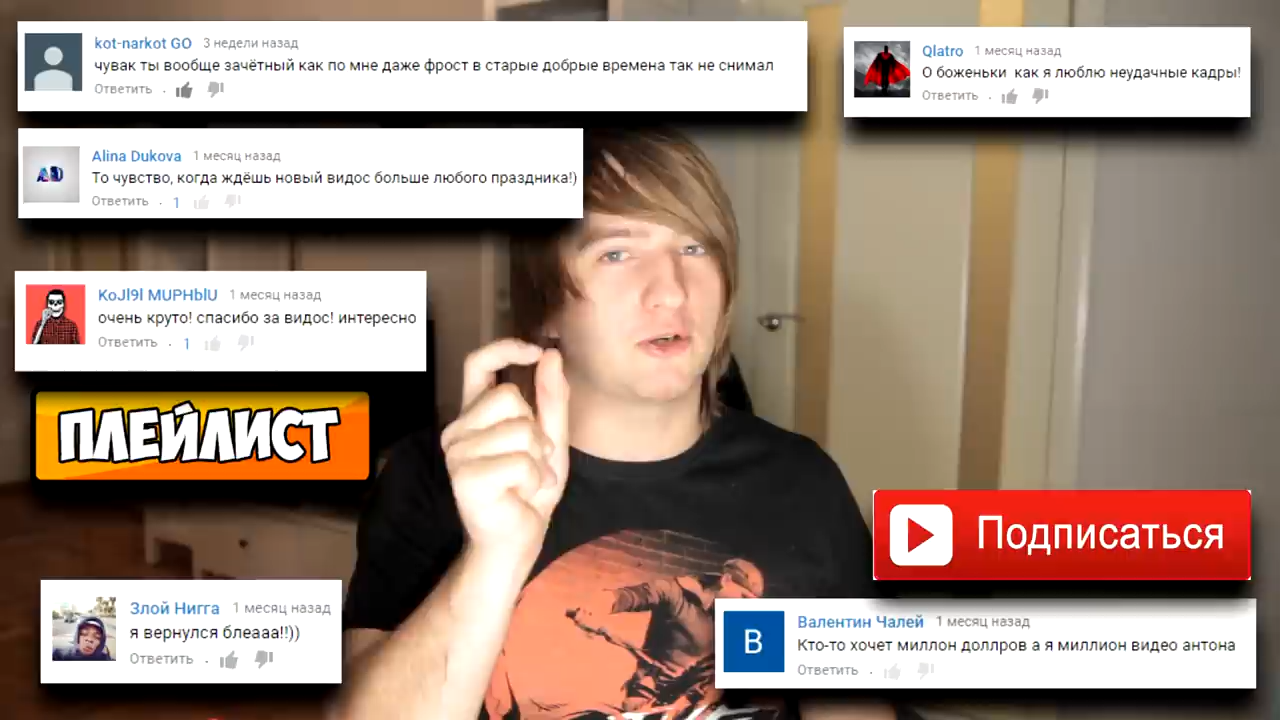 kot-narkot GO 3 недели назад
чувак ты вообще зачётный как по мне даже фрост в старые добрые времена так не снимал
Ответить
Qlatro 1 месяц назад
О боженьки как я люблю неудачные кадры!
Ответить
Alina Dukova 1 месяц назад
То чувство, когда ждёшь новый видос больше любого праздника!)
Ответить · 1
AD
KoJl9l MUPHblU 1 месяц назад
очень круто! спасибо за видос! интересно
Ответить · 1
ПЛЕЙЛИСТ
Подписаться
Злой Нигга 1 месяц назад
я вернулся блеааа!!))
Ответить
В
Валентин Чалей 1 месяц назад
Кто-то хочет миллон доллров а я миллион видео антона
Ответить